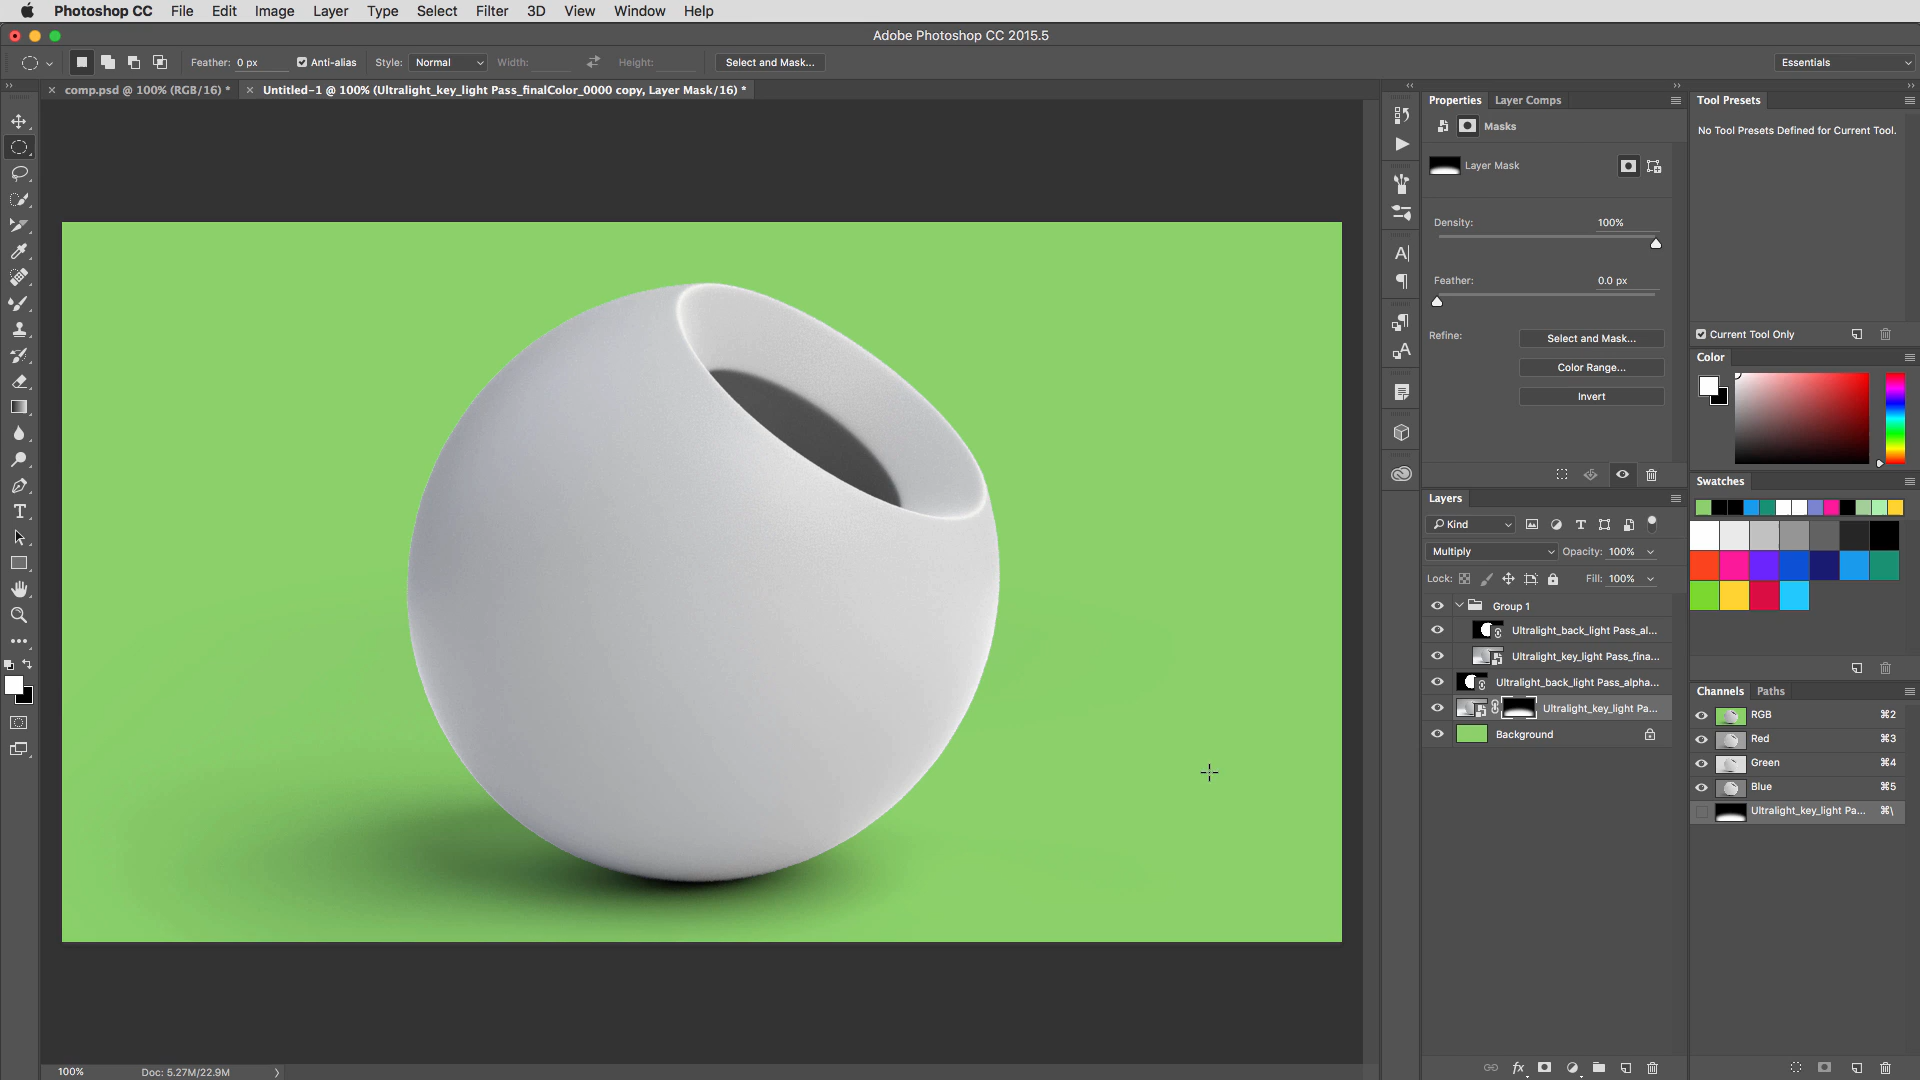 Photoshop CC File Edit Image Layer Type Select Filter 3D View Window Help
Adobe Photoshop CC 2015.5
Feather: 0 px Anti-alias Style: Normal Width: Height: Select and Mask... Essentials
comp.psd @ 100% (RGB/16) * Untitled-1 @ 100% (Ultralight_key_light Pass_finalColor_0000 copy, Layer Mask/16) *
Properties Layer Comps
Masks
Layer Mask
Density: 100%
Feather: 0.0 px
Refine: Select and Mask...
Color Range...
Invert
Tool Presets
No Tool Presets Defined for Current Tool.
Current Tool Only
Color
Swatches
Layers
Kind
Multiply Opacity: 100%
Lock: Fill: 100%
Group 1
Ultralight_back_light Pass_al...
Ultralight_key_light Pass_fina...
Ultralight_back_light Pass_alpha...
Ultralight_key_light Pa...
Background
Channels Paths
RGB ⌘2
Red ⌘3
Green ⌘4
Blue ⌘5
Ultralight_key_light Pa... ⌘\
100% Doc: 5.27M/22.9M